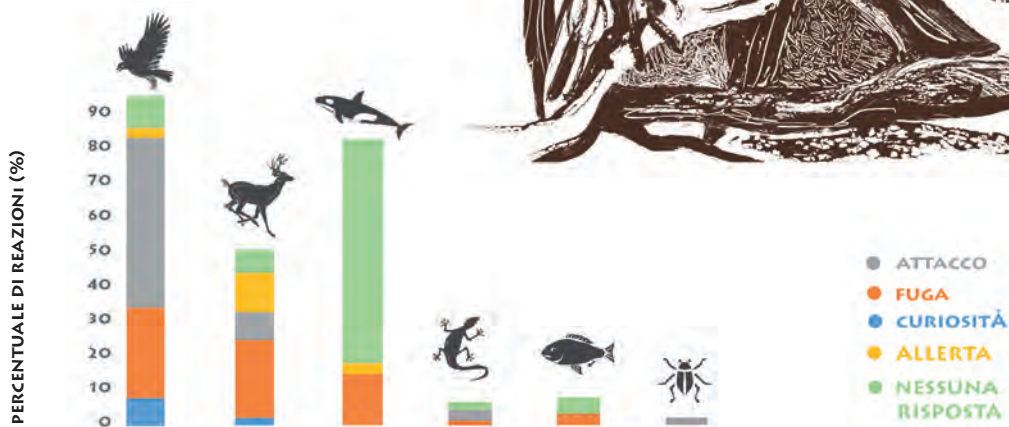 PERCENTUALE DI REAZIONI (%)
90
80
70
60
50
40
30
20
10
0
ATTACCO
FUGA
CURIOSITÀ
ALLERTA
NESSUNA
RISPOSTA